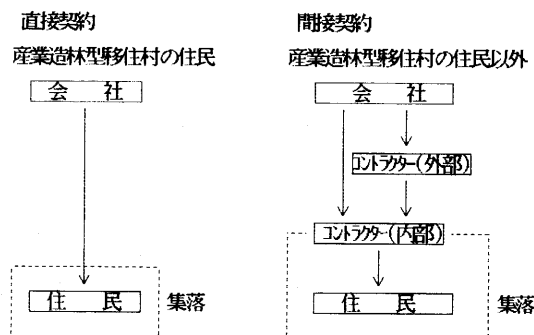 直接契約
産業造林型移住村の住民
会 社
住 民
集落
間接契約
産業造林型移住村の住民以外
会 社
コントラクター(外部)
コントラクター(内部)
住 民
集落